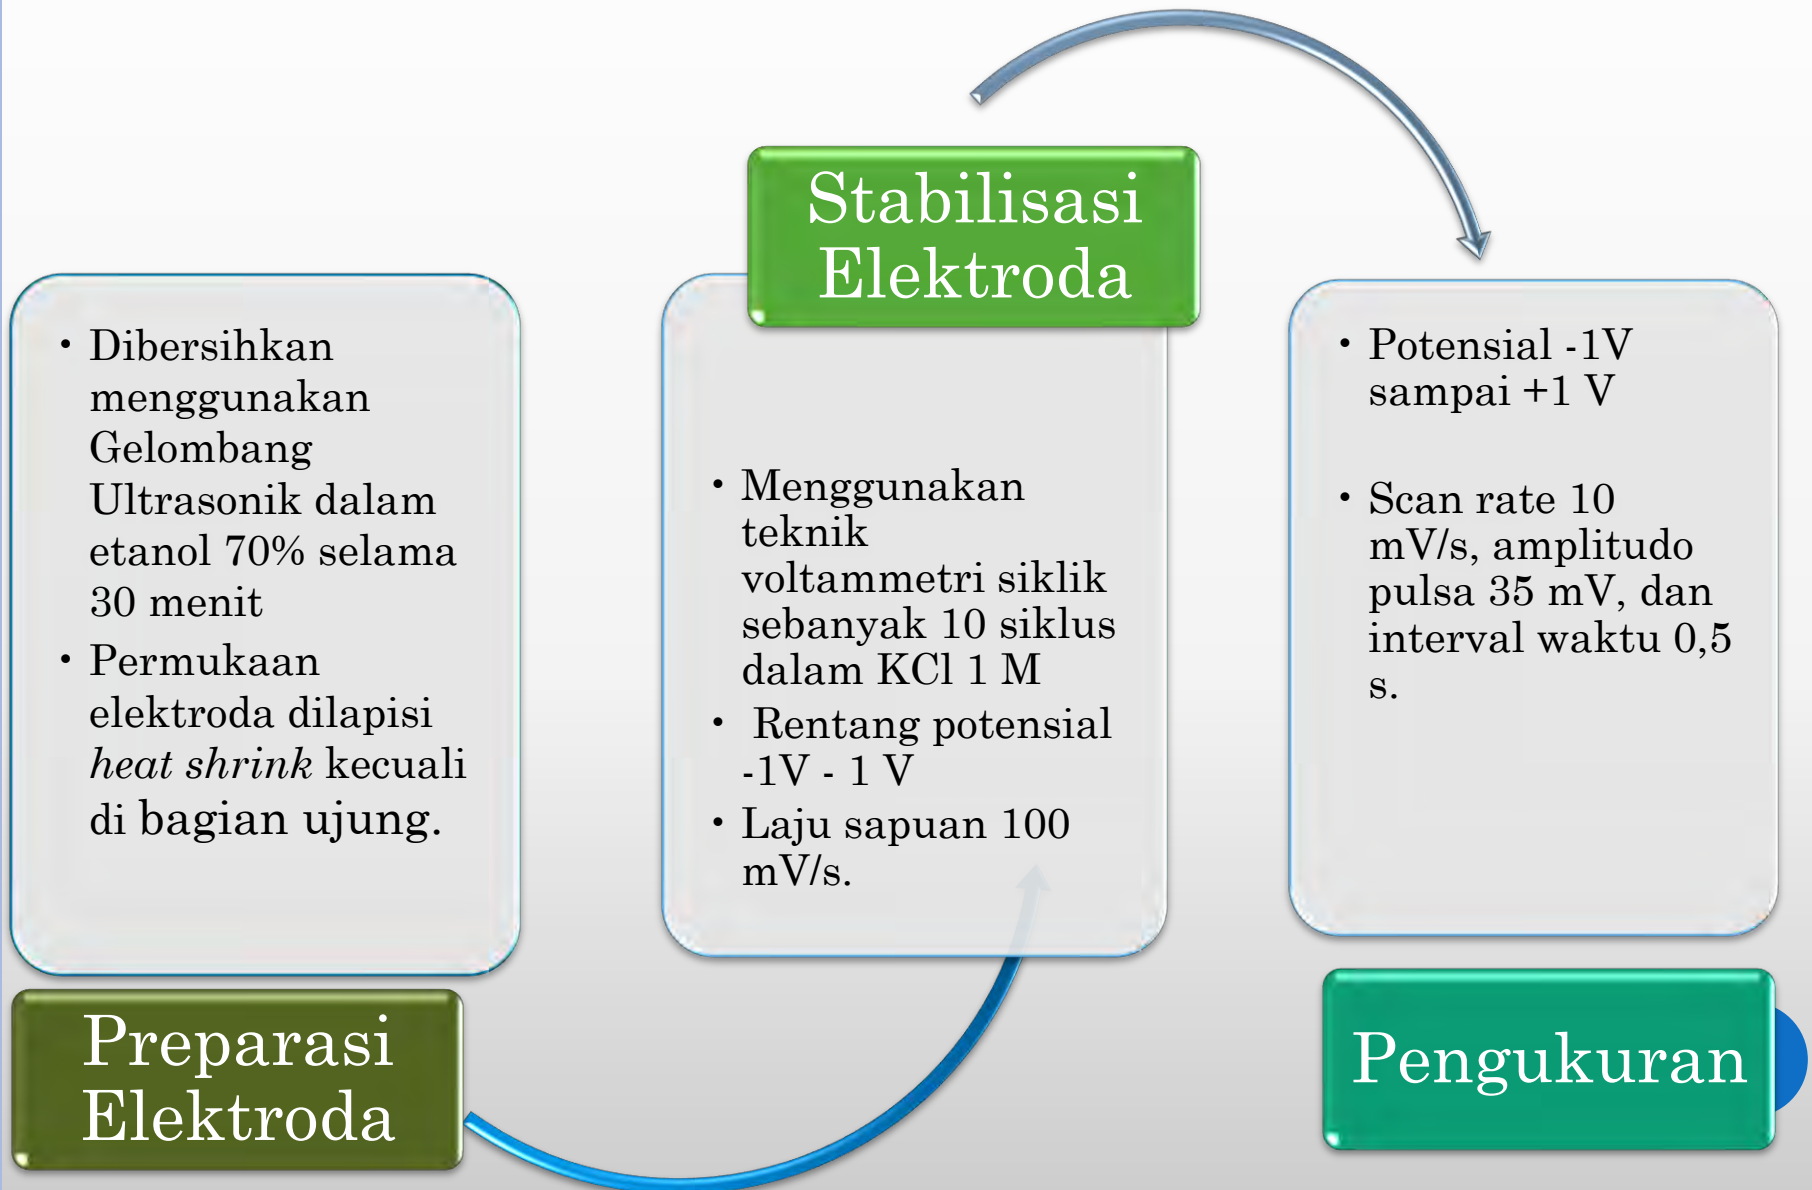 • Dibersihkan
menggunakan
Gelombang
Ultrasonik dalam
etanol 70% selama
30 menit
• Permukaan
elektroda dilapisi
heat shrink kecuali
di bagian ujung.
Preparasi
Elektroda
Stabilisasi
Elektroda
• Menggunakan
teknik
voltammetri siklik
sebanyak 10 siklus
dalam KCl 1 M
• Rentang potensial
-1V - 1 V
• Laju sapuan 100
mV/s.
• Potensial -1V
sampai +1 V
• Scan rate 10
mV/s, amplitudo
pulsa 35 mV, dan
interval waktu 0,5
s.
Pengukuran